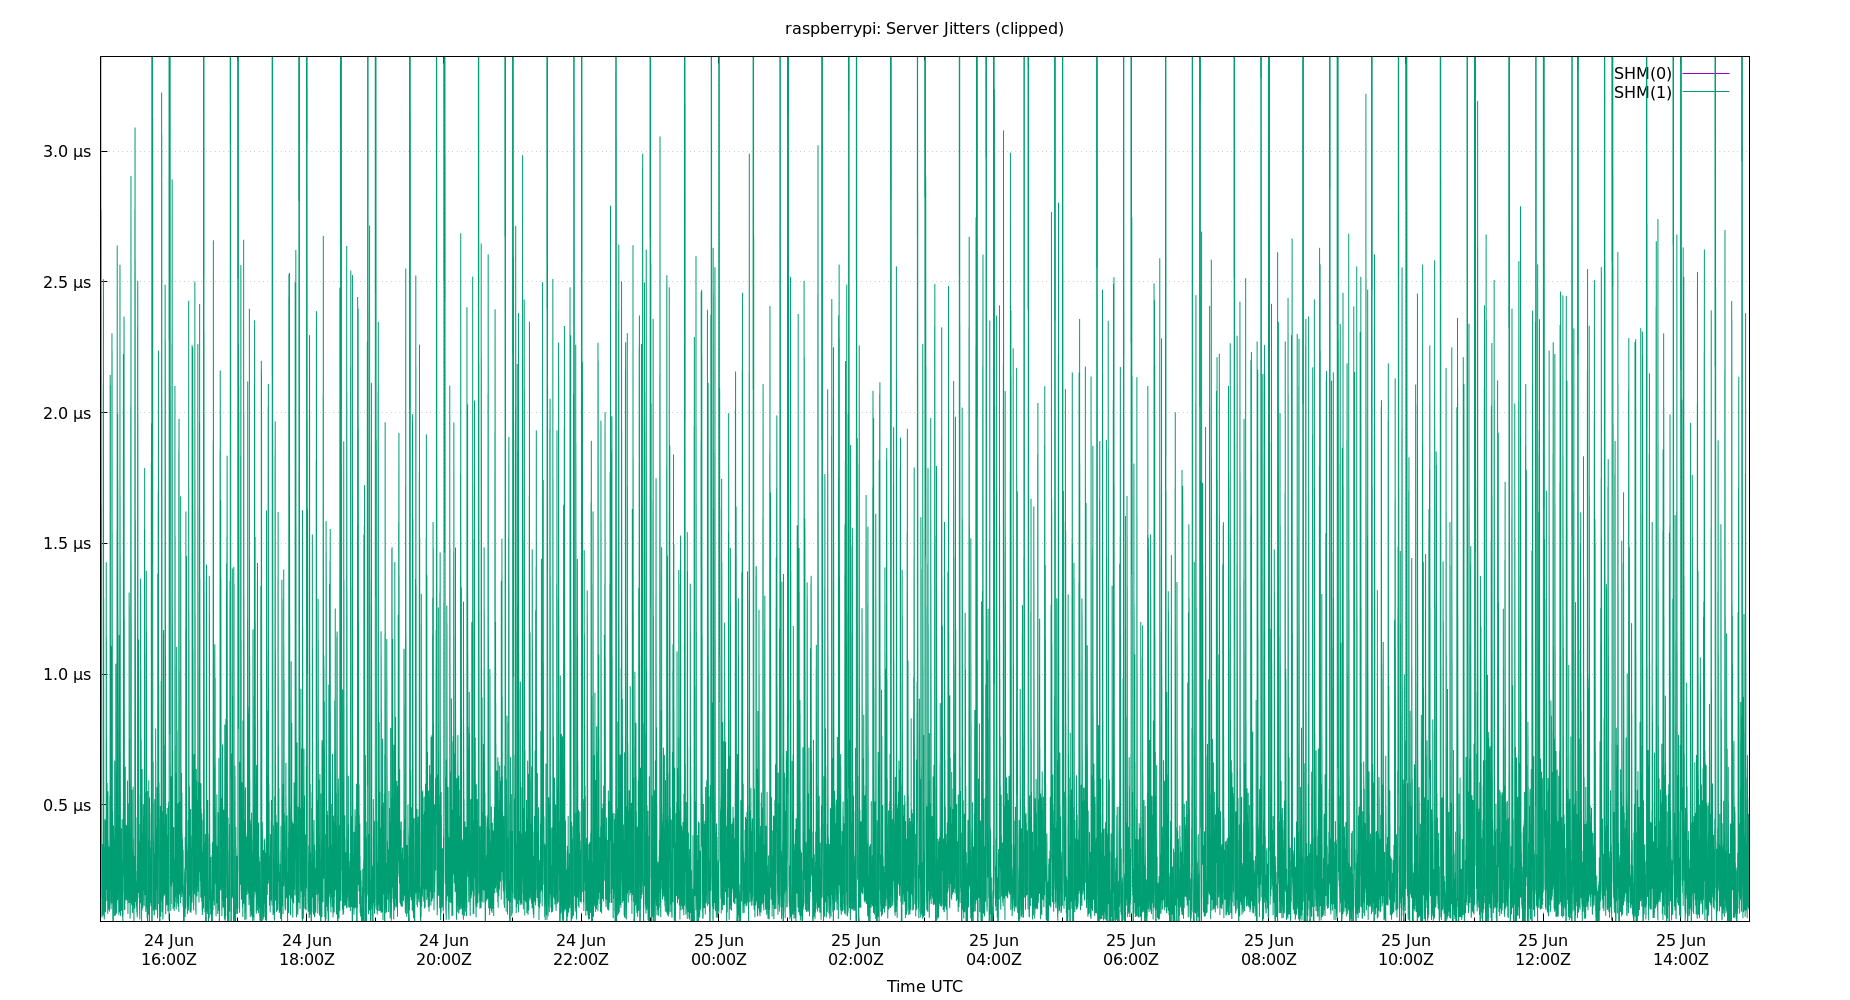 raspberrypi: Server Jitters (clipped)
SHM(0)
SHM(1)
3.0 µs
2.5 µs
2.0 µs
1.5 µs
1.0 µs
0.5 µs
24 Jun 24 Jun 24 Jun 24 Jun 25 Jun 25 Jun 25 Jun 25 Jun 25 Jun 25 Jun 25 Jun 25 Jun
16:00Z 18:00Z 20:00Z 22:00Z 00:00Z 02:00Z 04:00Z 06:00Z 08:00Z 10:00Z 12:00Z 14:00Z
Time UTC